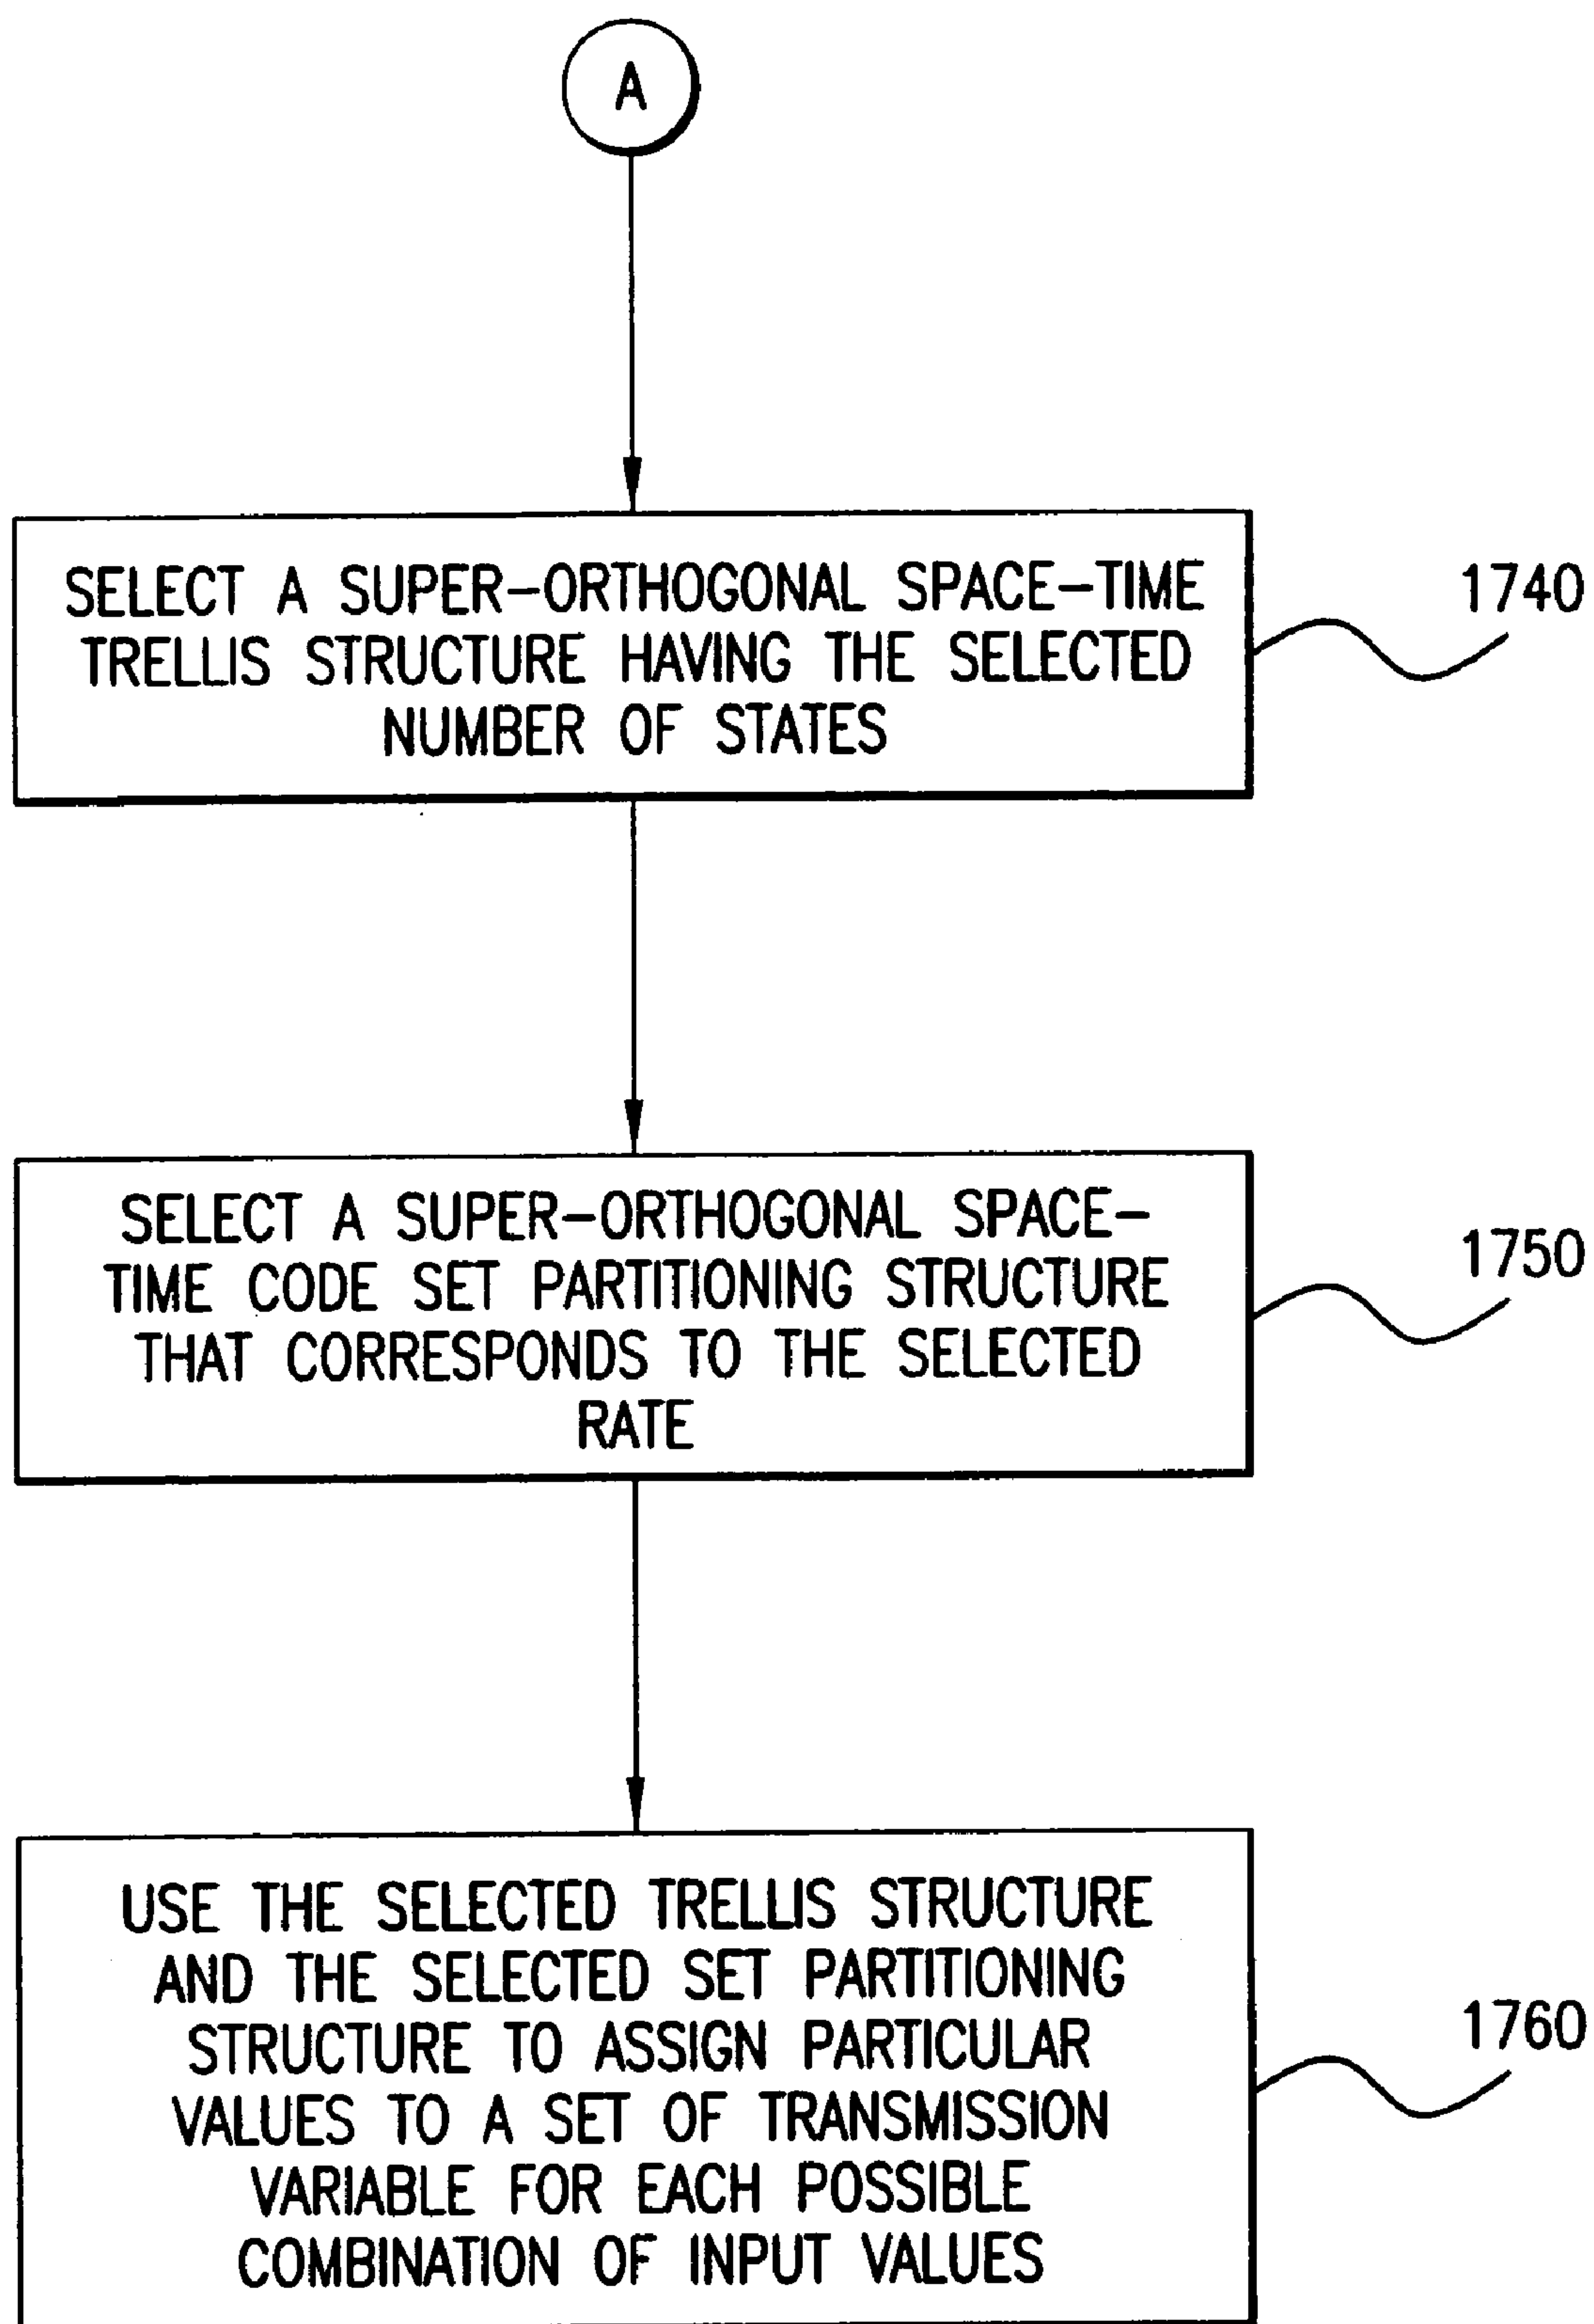 A
SELECT A SUPER-ORTHOGONAL SPACE-TIME
TRELLIS STRUCTURE HAVING THE SELECTED
NUMBER OF STATES
1740
SELECT A SUPER-ORTHOGONAL SPACE-
TIME CODE SET PARTITIONING STRUCTURE
THAT CORRESPONDS TO THE SELECTED
RATE
1750
USE THE SELECTED TRELLIS STRUCTURE
AND THE SELECTED SET PARTITIONING
STRUCTURE TO ASSIGN PARTICULAR
VALUES TO A SET OF TRANSMISSION
VARIABLE FOR EACH POSSIBLE
COMBINATION OF INPUT VALUES
1760